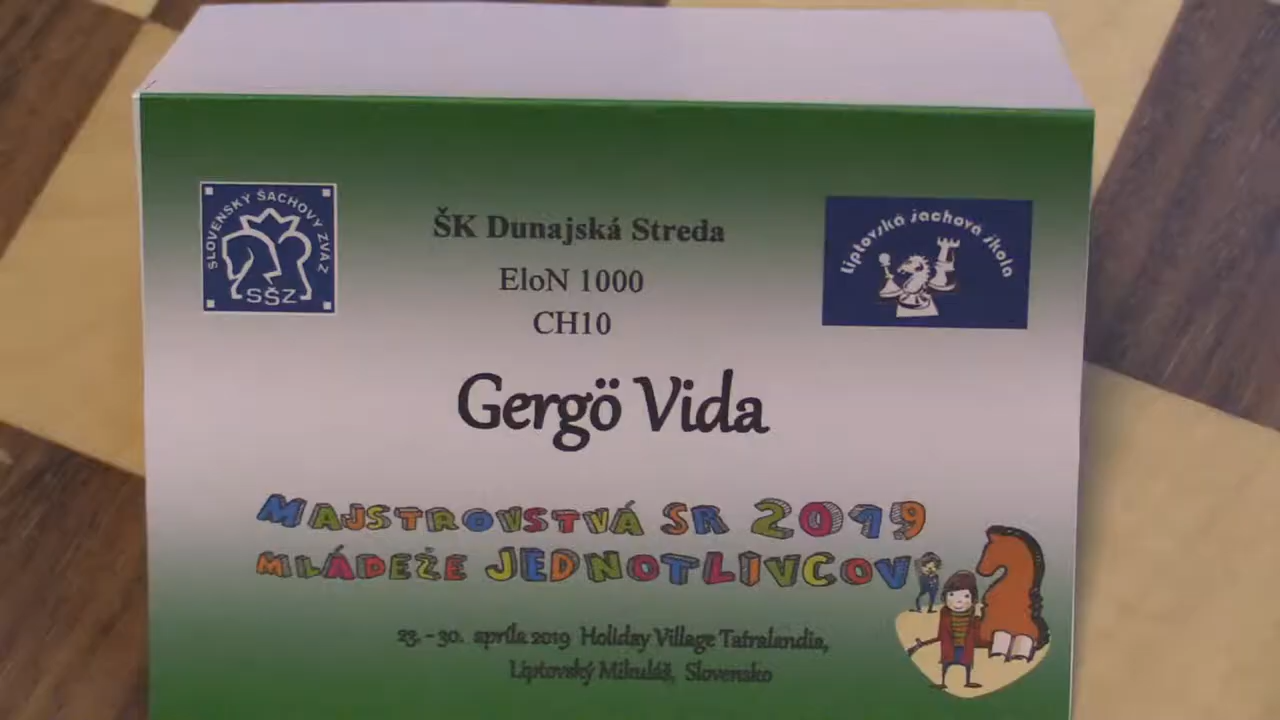 SLOVENSKÝ ŠACHOVÝ ZVÄZ
SŠZ
ŠK Dunajská Streda
EloN 1000
CH10
Liptovská šachová škola
Gergö Vida
MAJSTROVSTVÁ SR 2019
MLÁDEŽE JEDNOTLIVCOV
23. - 30. apríla 2019 Holiday Village Tatralandia,
Liptovský Mikuláš, Slovensko